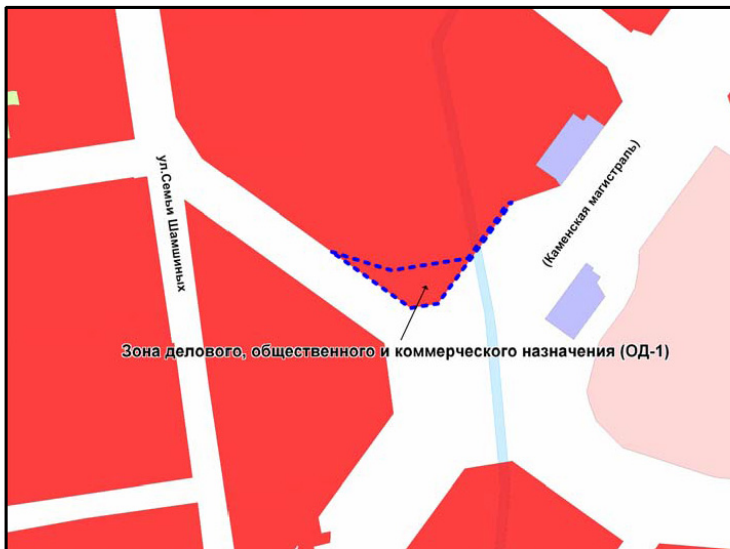 ул.Семьи Шамшиных
(Каменская магистраль)
Зона делового, общественного и коммерческого назначения (ОД-1)